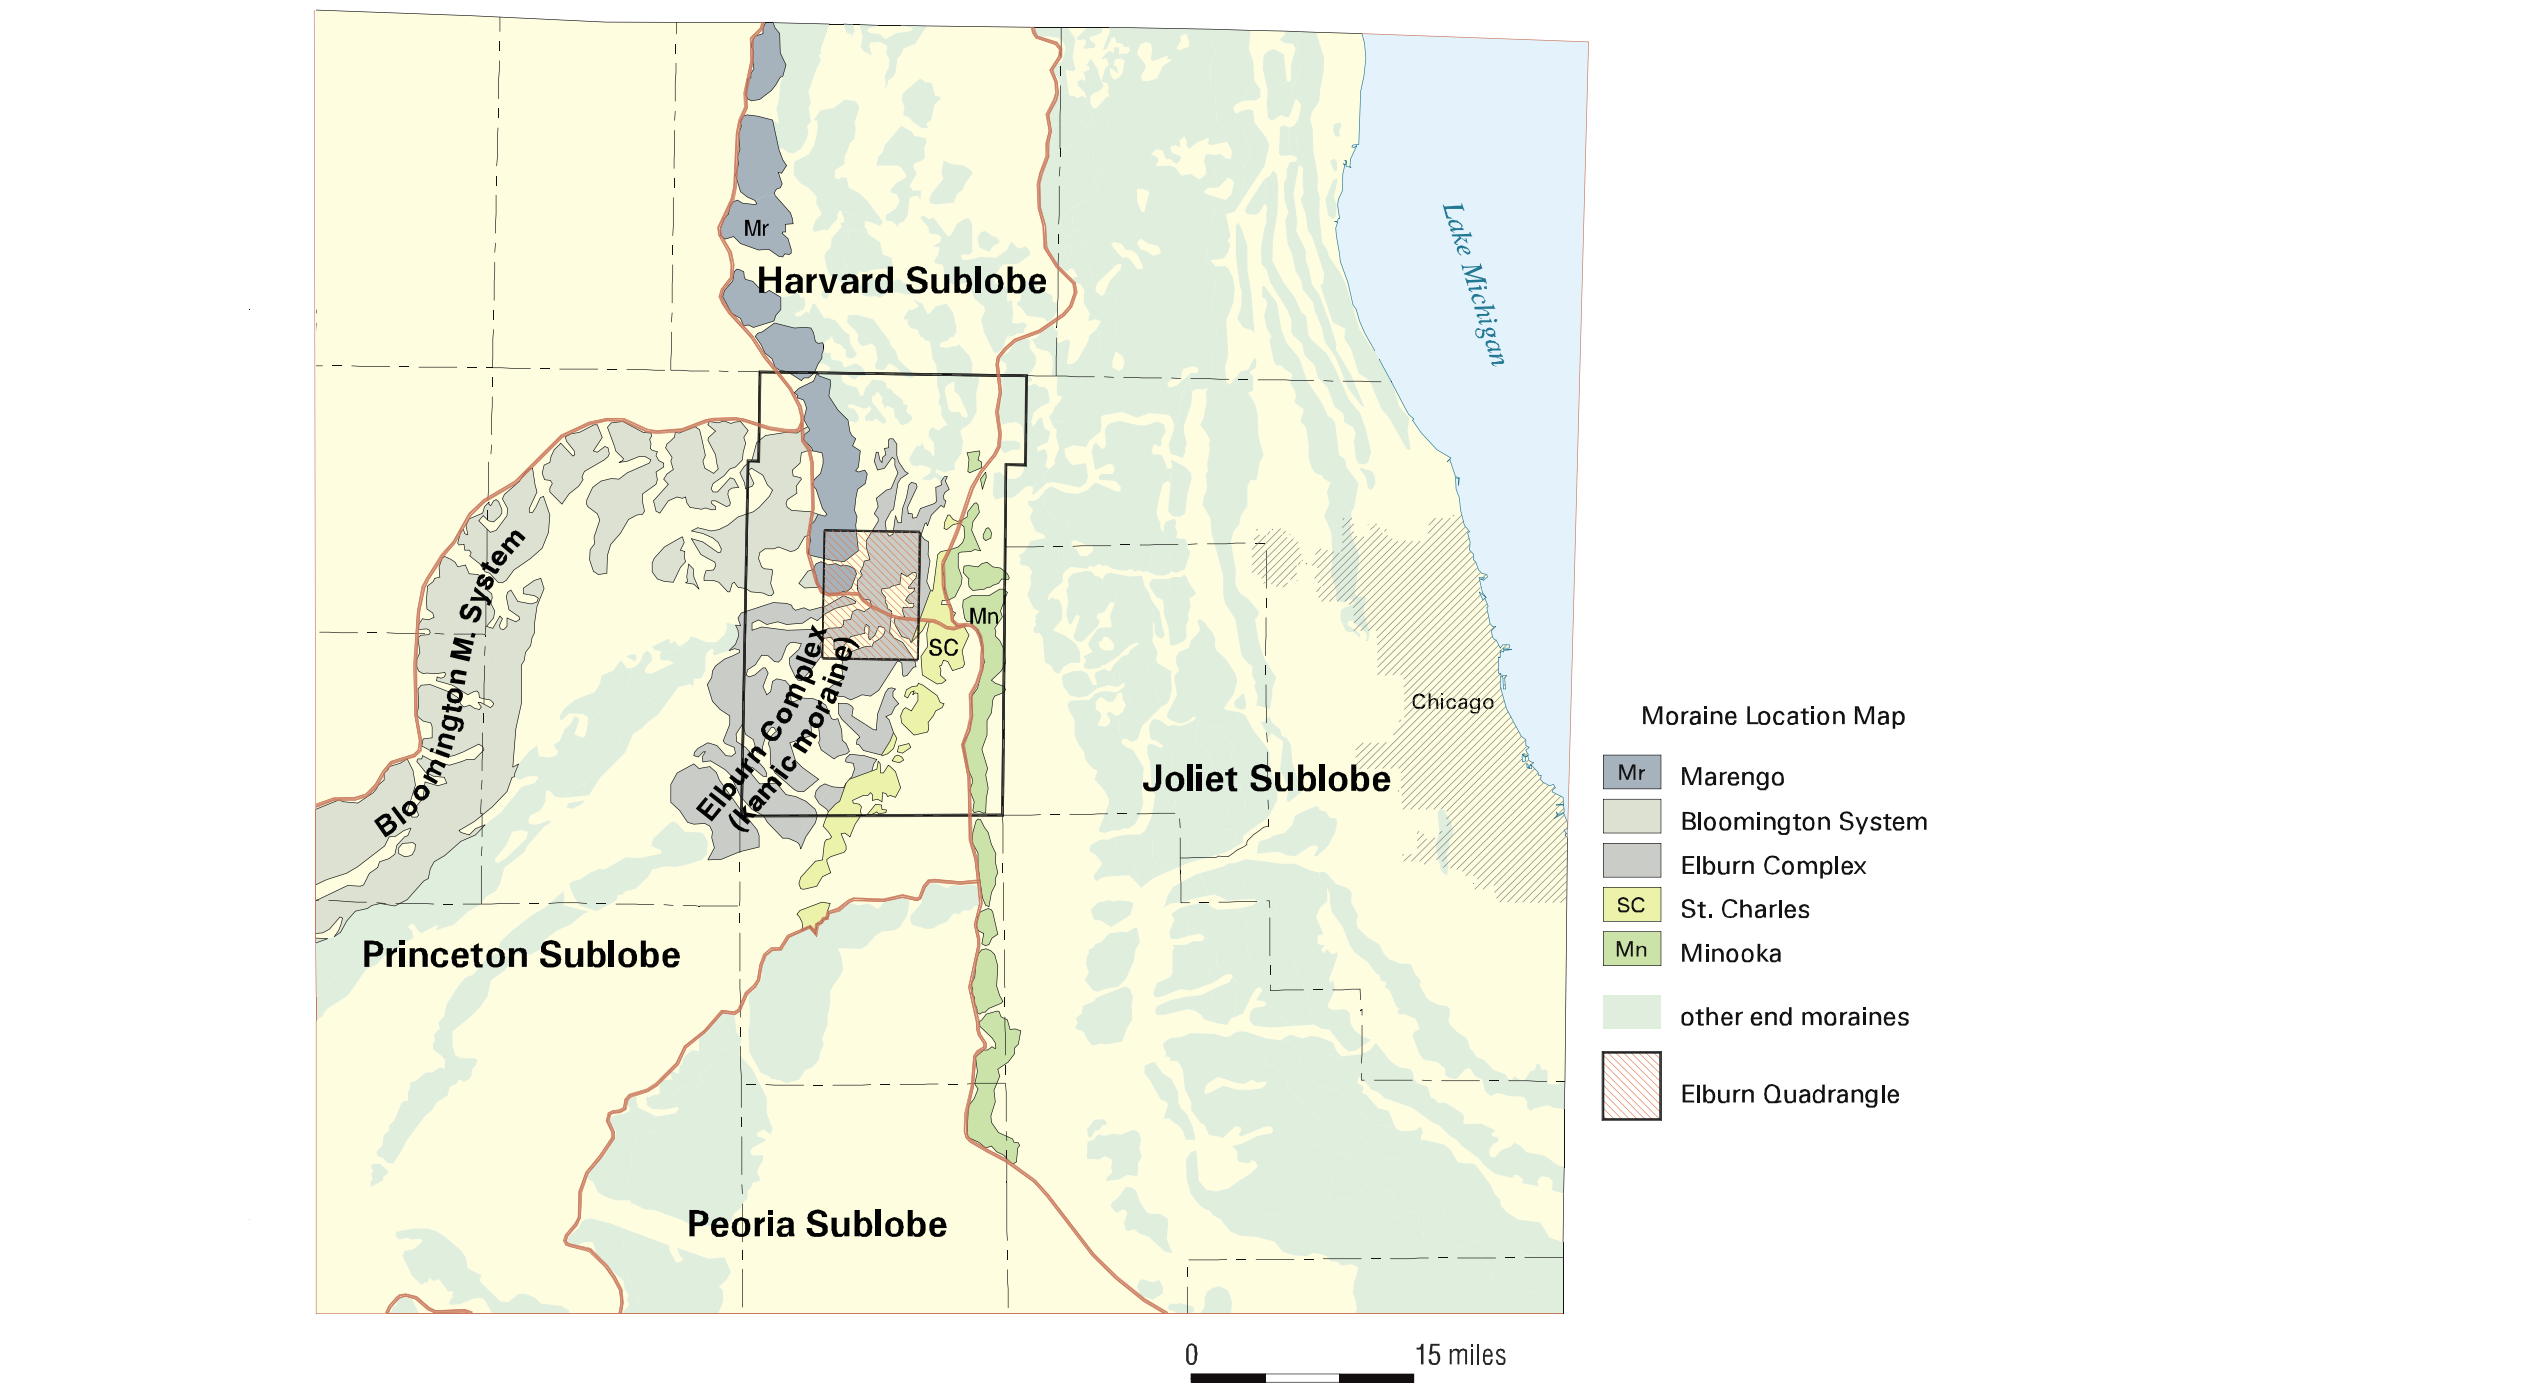 Mr
Harvard Sublobe
Lake Michigan
Bloomington M. System
Mn
SC
Elburn Complex
(kamic moraine)
Chicago
Joliet Sublobe
Princeton Sublobe
Peoria Sublobe
Moraine Location Map
Mr Marengo
Bloomington System
Elburn Complex
SC St. Charles
Mn Minooka
other end moraines
Elburn Quadrangle
0 15 miles